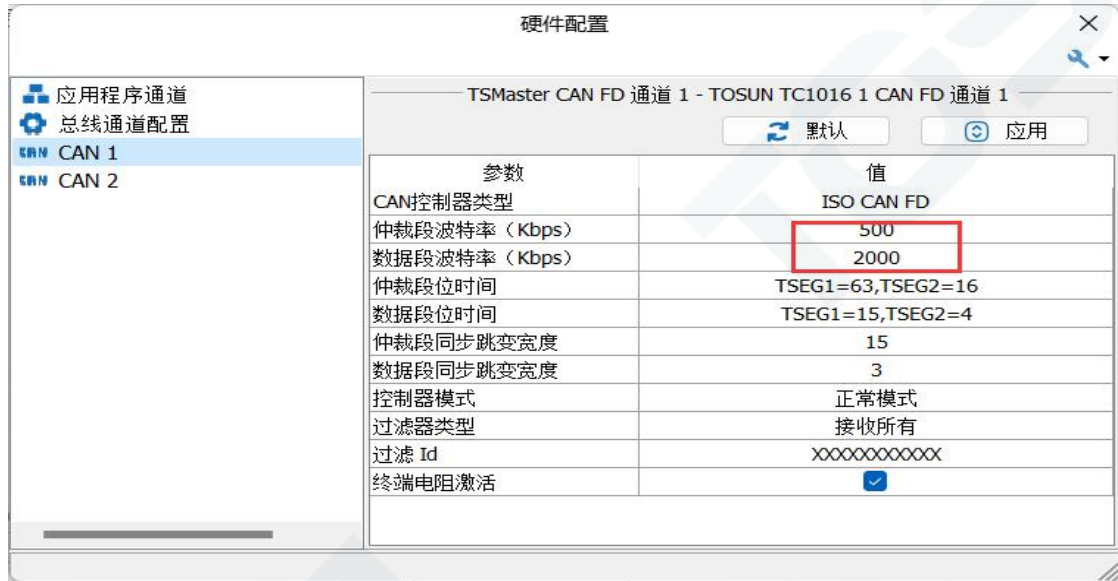 硬件配置
应用程序通道
总线通道配置
CAN CAN 1
CAN CAN 2
TSMaster CAN FD 通道 1 - TOSUN TC1016 1 CAN FD 通道 1
默认 应用
参数 值
CAN控制器类型 ISO CAN FD
仲裁段波特率（Kbps） 500
数据段波特率（Kbps） 2000
仲裁段位时间 TSEG1=63,TSEG2=16
数据段位时间 TSEG1=15,TSEG2=4
仲裁段同步跳变宽度 15
数据段同步跳变宽度 3
控制器模式 正常模式
过滤器类型 接收所有
过滤 Id XXXXXXXXXXX
终端电阻激活